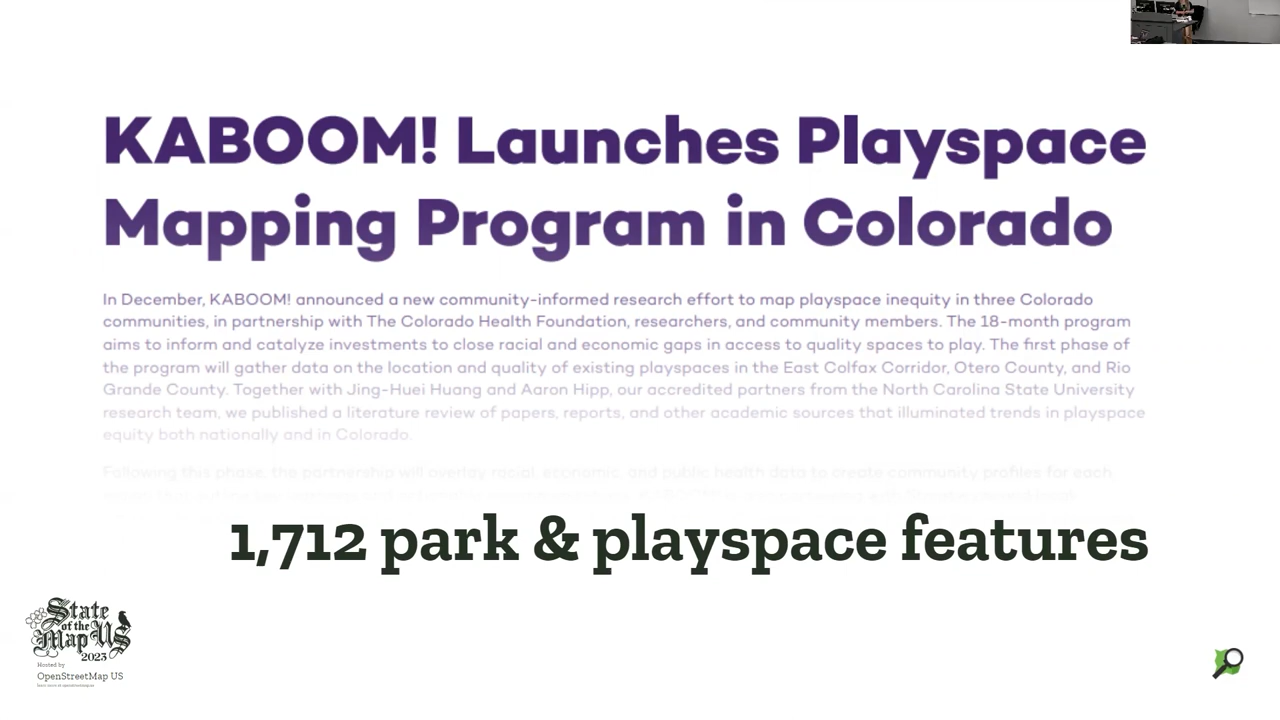 KABOOM! Launches Playspace
Mapping Program in Colorado
In December, KABOOM! announced a new community-informed research effort to map playspace inequity in three Colorado
communities, in partnership with The Colorado Health Foundation, researchers, and community members. The 18-month program
aims to inform and catalyze investments to close racial and economic gaps in access to quality spaces to play. The first phase of
the program will gather data on the location and quality of existing playspaces in the East Colfax Corridor, Otero County, and Rio
Grande County. Together with Jing-Huei Huang and Aaron Hipp, our accredited partners from the North Carolina State University
research team, we published a literature review of papers, reports, and other academic sources that illuminated trends in playspace
equity both nationally and in Colorado.
Following this phase, the partnership will overlay racial, economic, and public health data to create community profiles for each
1,712 park & playspace features
State
of the
Map US
2023
Hosted by
OpenStreetMap US